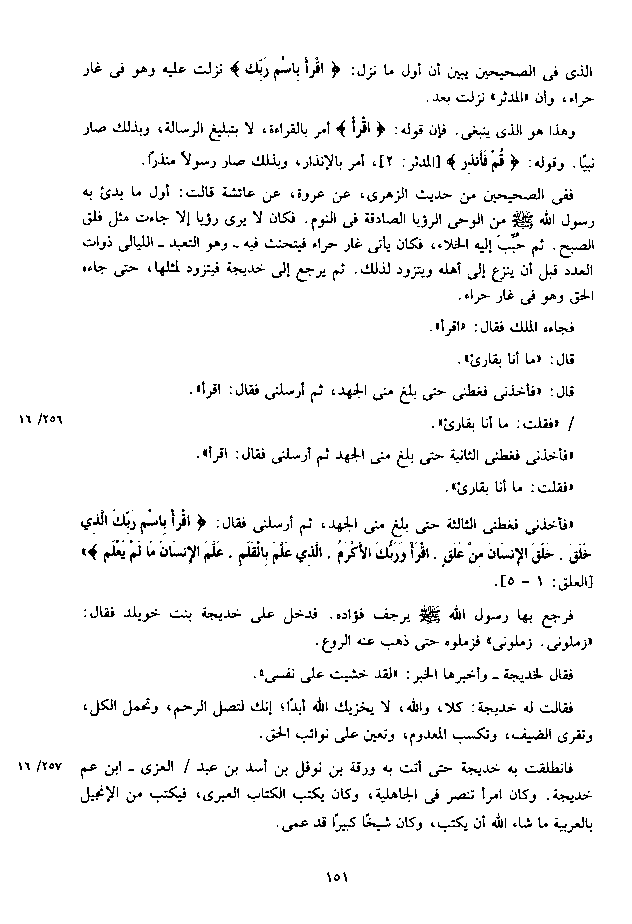 الذى فى الصحيحين يبين أن أول ما نزل: ﴿ اقْرَأْ بِاسْمِ رَبِّكَ ﴾ نزلت عليه وهو فى غار
حراء، وأن «المدثر» نزلت بعد.
وهذا هو الذى ينبغى. فإن قوله: ﴿ اقْرَأْ ﴾ أمر بالقراءة، لا بتبليغ الرسالة، وبذلك صار
نبيًا. وقوله: ﴿ قُمْ فَأَنذِرْ ﴾ [المدثر: ٢]، أمر بالإنذار، وبذلك صار رسولاً منذرًا.
ففى الصحيحين من حديث الزهرى، عن عروة، عن عائشة قالت: أول ما بدئ به
رسول الله ﷺ من الوحى الرؤيا الصادقة فى النوم. فكان لا يرى رؤيا إلا جاءت مثل فلق
الصبح. ثم حُبِّبَ إليه الخلاء، فكان يأتى غار حراء فيتحنث فيه ـ وهو التعبد ـ الليالى ذوات
العدد قبل أن ينزع إلى أهله ويتزود لذلك. ثم يرجع إلى خديجة فيتزود لمثلها، حتى جاءه
الحق وهو فى غار حراء.
فجاءه الملك فقال: «اقرأ».
قال: «ما أنا بقارئ».
قال: «فأخذنى فغطنى حتى بلغ منى الجهد، ثم أرسلنى فقال: اقرأ».
/ «فقلت: ما أنا بقارئ». ١٦/٢٥٦
«فأخذنى فغطنى الثانية حتى بلغ منى الجهد ثم أرسلنى فقال: اقرأ».
«فقلت: ما أنا بقارئ».
«فأخذنى فغطنى الثالثة حتى بلغ منى الجهد، ثم أرسلنى فقال: ﴿ اقْرَأْ بِاسْمِ رَبِّكَ الَّذِي
خَلَقَ . خَلَقَ الإِنسَانَ مِنْ عَلَقٍ . اقْرَأْ وَرَبُّكَ الأَكْرَمُ . الَّذِي عَلَّمَ بِالْقَلَمِ . عَلَّمَ الإِنسَانَ مَا لَمْ يَعْلَم ﴾»
[العلق: ١ - ٥].
فرجع بها رسول الله ﷺ يرجف فؤاده. فدخل على خديجة بنت خويلد فقال:
«زملونى. زملونى» فزملوه حتى ذهب عنه الروع.
فقال لخديجة ـ وأخبرها الخبر: «لقد خشيت على نفسى».
فقالت له خديجة: كلا، والله، لا يخزيك الله أبدًا؛ إنك لتصل الرحم، وتحمل الكل،
وتقرى الضيف، وتكسب المعدوم، وتعين على نوائب الحق.
فانطلقت به خديجة حتى أتت به ورقة بن نوفل بن أسد بن عبد / العزى ـ ابن عم ١٦/٢٥٧
خديجة. وكان امرأ تنصر فى الجاهلية، وكان يكتب الكتاب العبرى، فيكتب من الإنجيل
بالعربية ما شاء الله أن يكتب، وكان شيخًا كبيرًا قد عمى.
١٥١